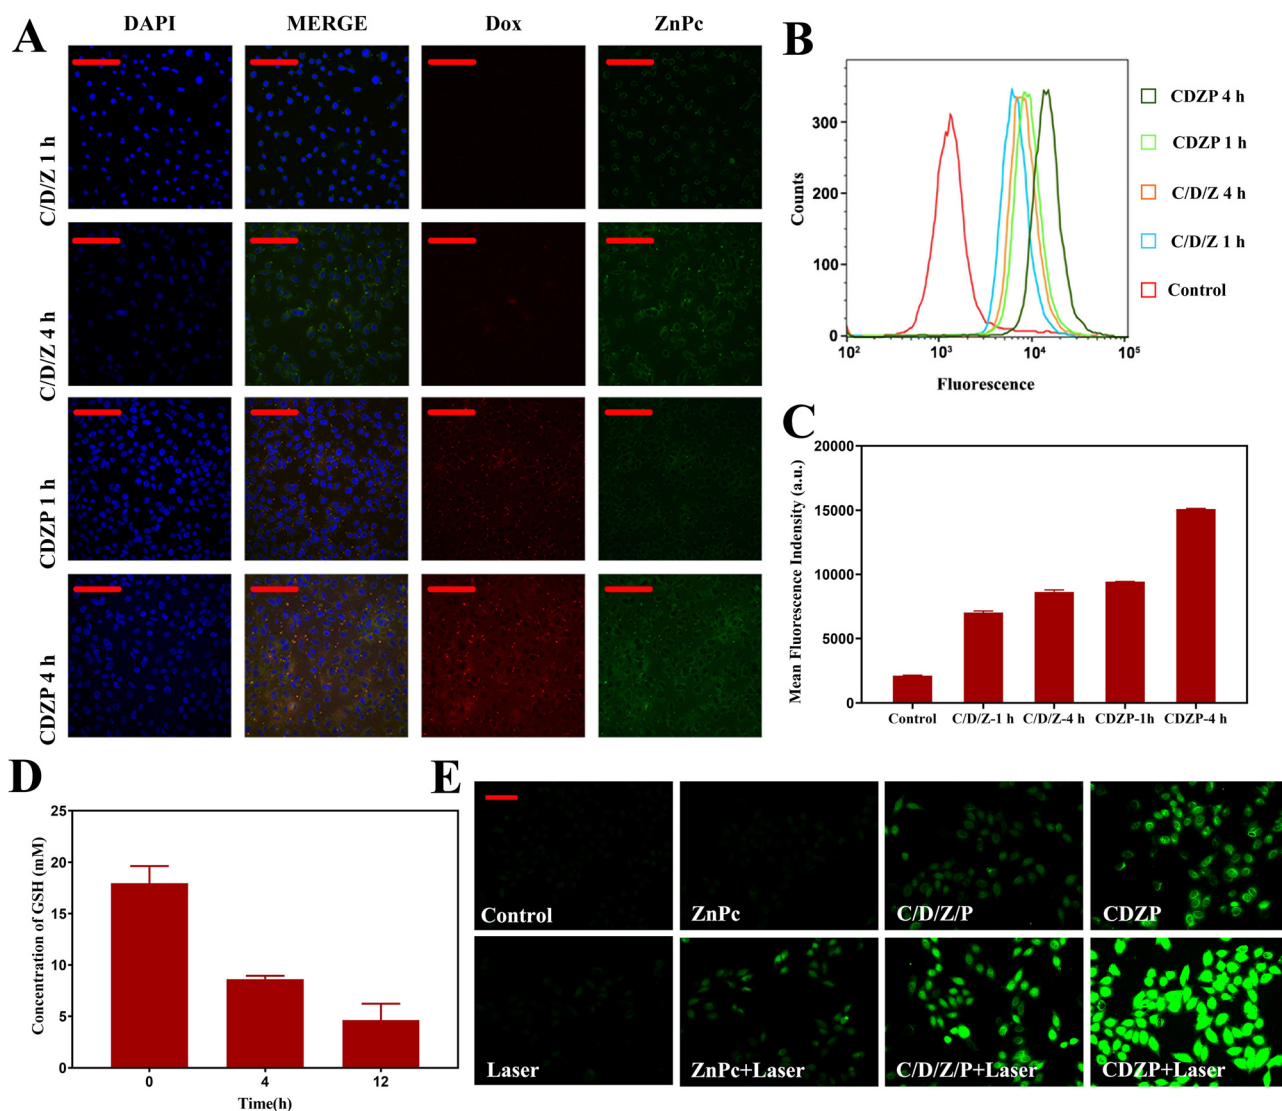 A
DAPI
MERGE
Dox
ZnPc
C/D/Z 1 h
C/D/Z 4 h
CDZP 1 h
CDZP 4 h
B
Counts
300
200
100
0
10²
10³
10⁴
10⁵
Fluorescence
CDZP 4 h
CDZP 1 h
C/D/Z 4 h
C/D/Z 1 h
Control
C
Mean Fluorescence Indensity (a.u.)
20000
15000
10000
5000
0
Control
C/D/Z-1 h
C/D/Z-4 h
CDZP-1h
CDZP-4 h
D
Concentration of GSH (mM)
25
20
15
10
5
0
0
4
12
Time(h)
E
Control
ZnPc
C/D/Z/P
CDZP
Laser
ZnPc+Laser
C/D/Z/P+Laser
CDZP+Laser